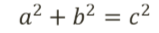 a² + b² = c²